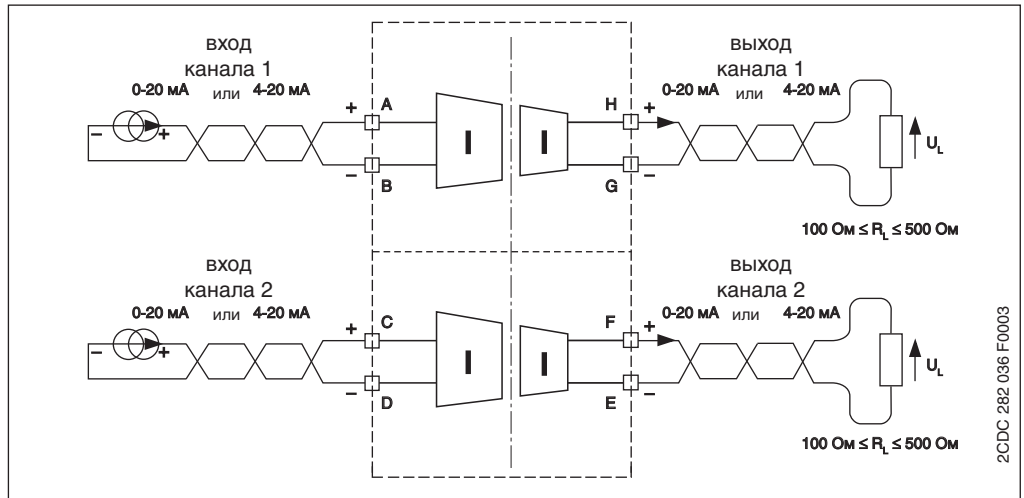 вход
канала 1
0-20 мА или 4-20 мА
− +
+ A
− B
I I
H +
G −
выход
канала 1
0-20 мА или 4-20 мА
U_L
100 Ом ≤ R_L ≤ 500 Ом
вход
канала 2
0-20 мА или 4-20 мА
− +
+ C
− D
I I
F +
E −
выход
канала 2
0-20 мА или 4-20 мА
U_L
100 Ом ≤ R_L ≤ 500 Ом
2CDC 282 036 F0003